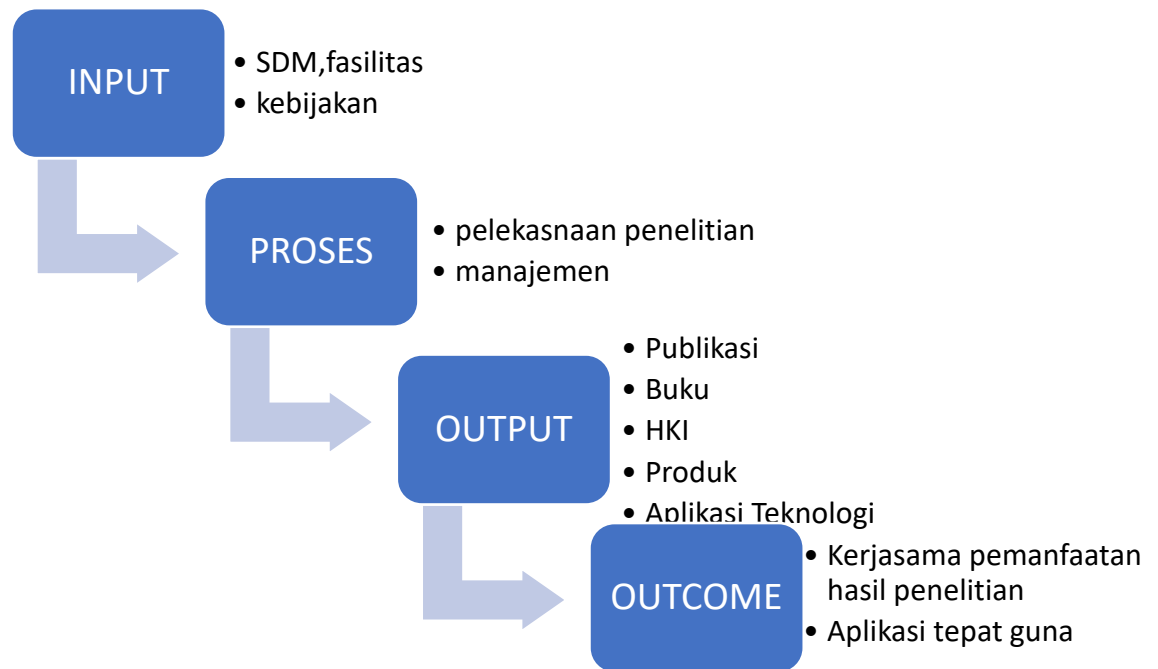 INPUT
• SDM,fasilitas
• kebijakan
PROSES
• pelekasnaan penelitian
• manajemen
OUTPUT
• Publikasi
• Buku
• HKI
• Produk
• Aplikasi Teknologi
OUTCOME
• Kerjasama pemanfaatan
hasil penelitian
• Aplikasi tepat guna